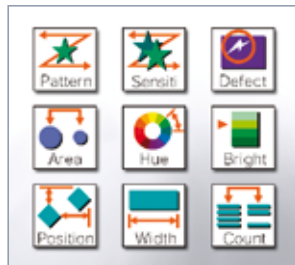 Pattern
Sensiti
Defect
Area
Hue
Bright
Position
Width
Count